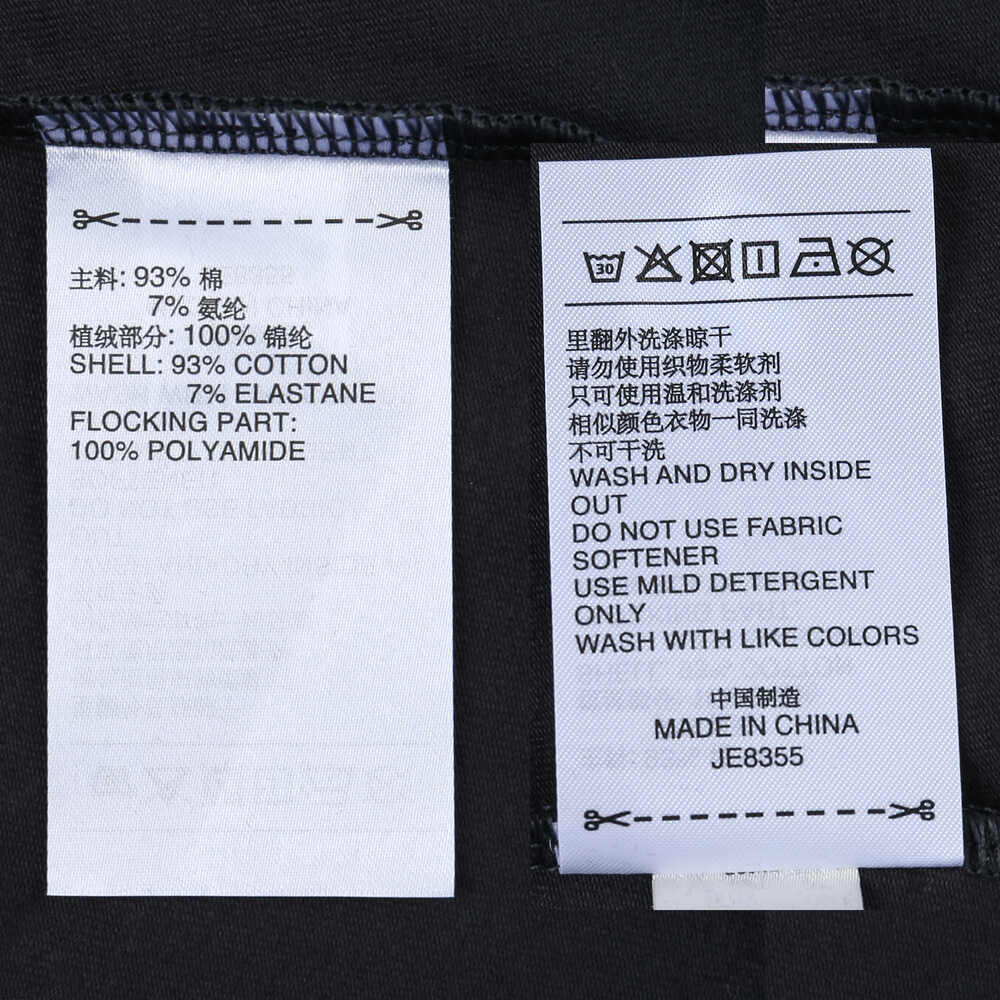 主料: 93% 棉
7% 氨纶
植绒部分: 100% 锦纶
SHELL: 93% COTTON
7% ELASTANE
FLOCKING PART:
100% POLYAMIDE
30
里翻外洗涤晾干
请勿使用织物柔软剂
只可使用温和洗涤剂
相似颜色衣物一同洗涤
不可干洗
WASH AND DRY INSIDE
OUT
DO NOT USE FABRIC
SOFTENER
USE MILD DETERGENT
ONLY
WASH WITH LIKE COLORS
中国制造
MADE IN CHINA
JE8355